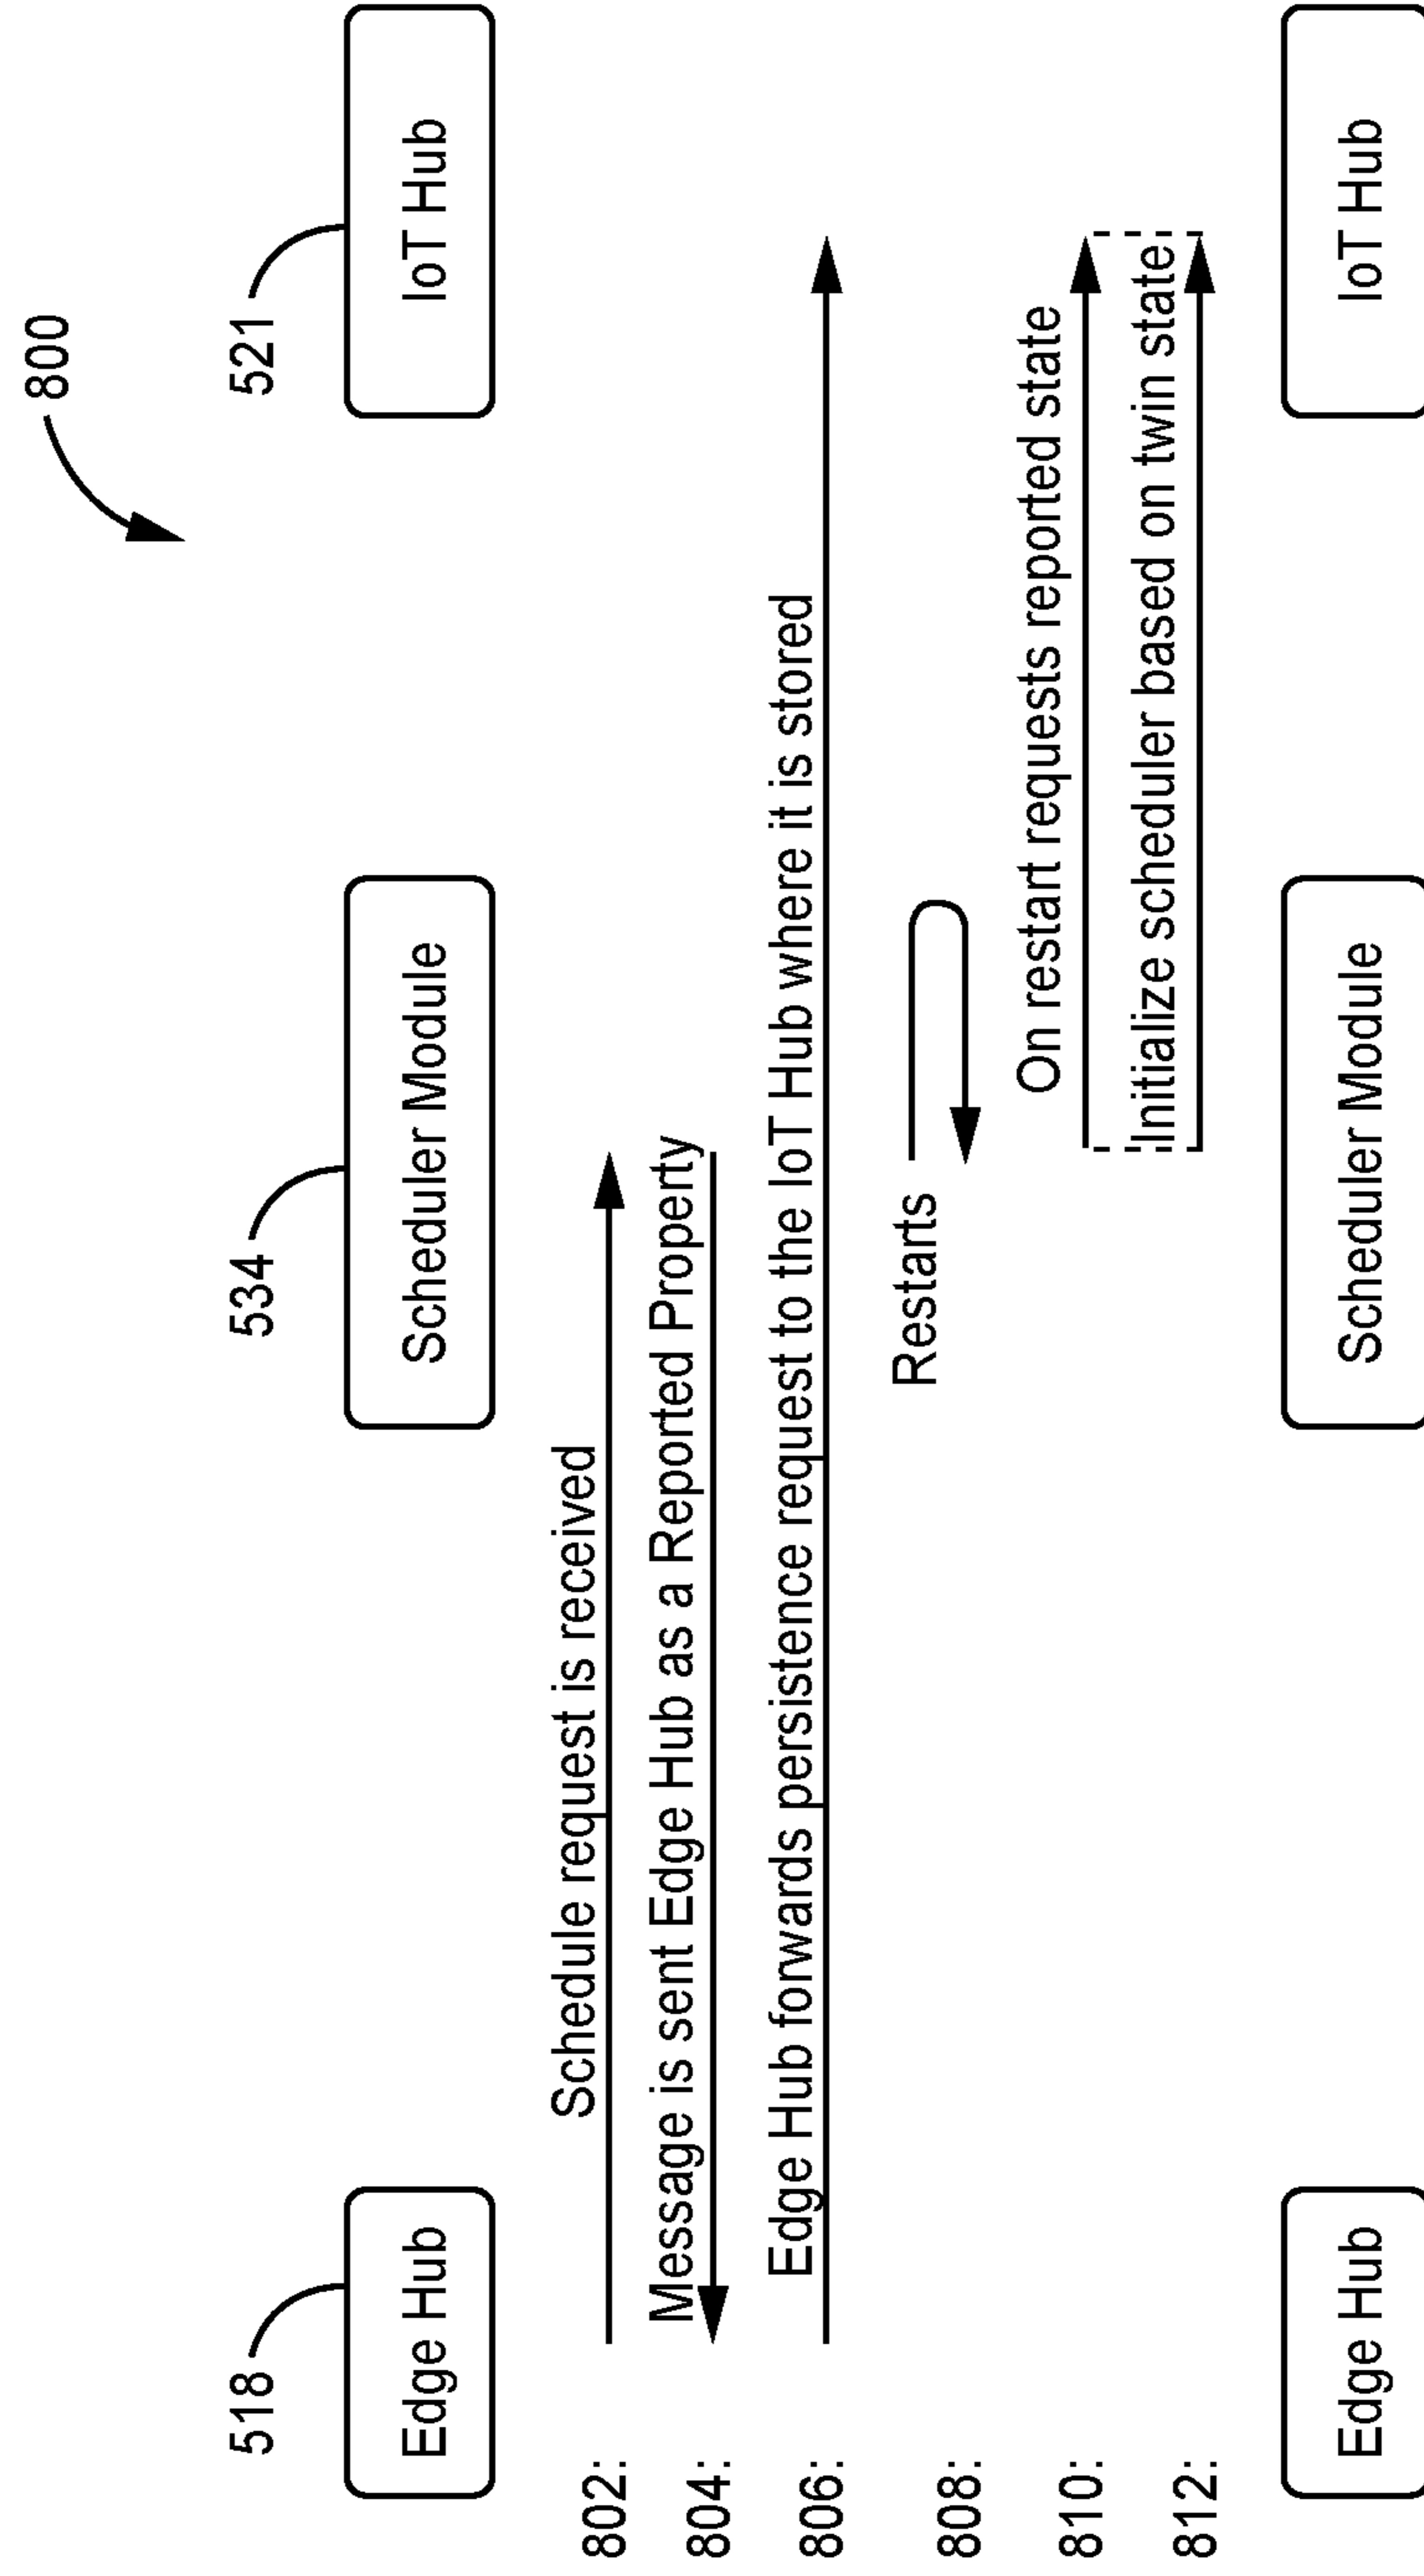 800
518
534
521
Edge Hub
Scheduler Module
IoT Hub
802:
Schedule request is received
804:
Message is sent Edge Hub as a Reported Property
806:
Edge Hub forwards persistence request to the IoT Hub where it is stored
808:
Restarts
810:
On restart requests reported state
812:
Initialize scheduler based on twin state
Edge Hub
Scheduler Module
IoT Hub